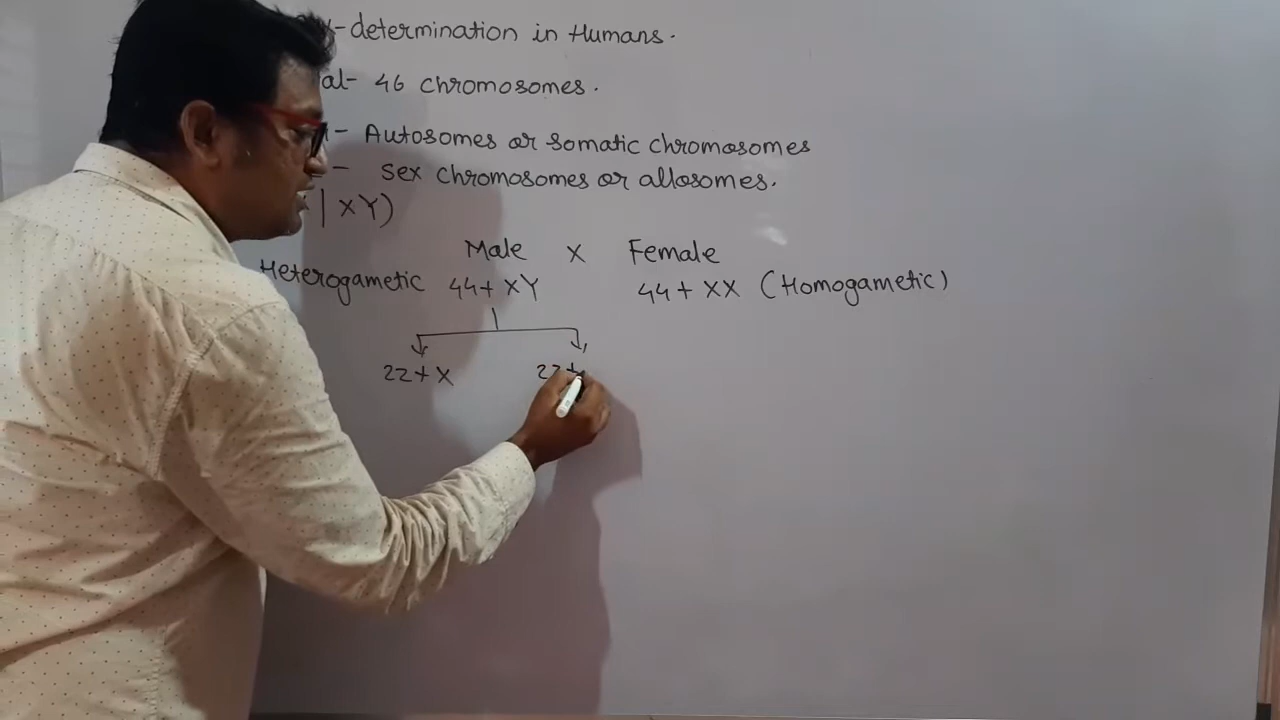 -determination in Humans.
al- 46 chromosomes.
- Autosomes or somatic chromosomes
- sex chromosomes or allosomes.
| XY)
Male X Female
Heterogametic 44+ XY 44+ XX (Homogametic)
22+ X 22+